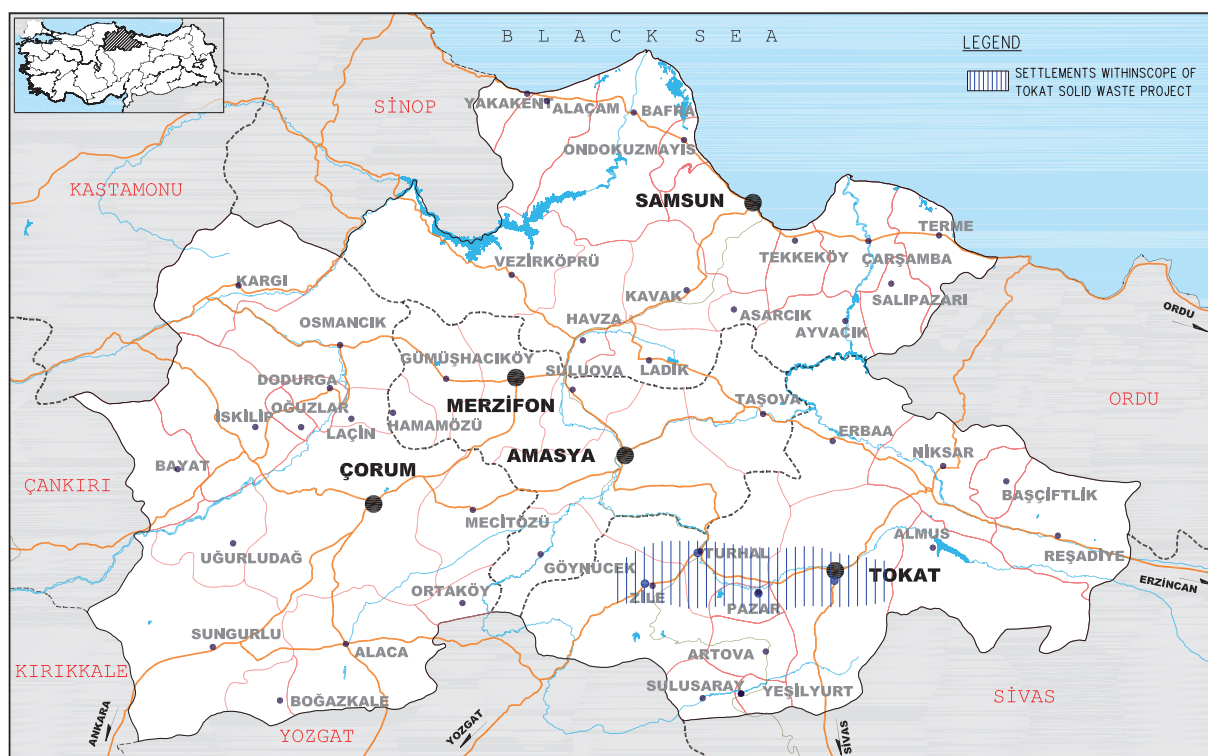 BLACK SEA
LEGEND
SETTLEMENTS WITHINSCOPE OF
TOKAT SOLID WASTE PROJECT
SİNOP
YAKAKENT
ALAÇAM
BAFRA
ONDOKUZMAYIS
KASTAMONU
SAMSUN
TERME
TEKKEKÖY
ÇARŞAMBA
VEZİRKÖPRÜ
KARGI
KAVAK
SALIPAZARI
ORDU
ASARCIK
AYVACIK
OSMANCIK
HAVZA
GÜMÜŞHACIKÖY
SULUOVA
LADİK
DODURGA
MERZİFON
TAŞOVA
ORDU
İSKİLİP
OĞUZLAR
LAÇİN
HAMAMÖZÜ
ERBAA
NİKSAR
AMASYA
BAYAT
ÇORUM
ÇANKIRI
BAŞÇİFTLİK
MECİTÖZÜ
ALMUS
UĞURLUDAĞ
TURHAL
REŞADİYE
GÖYNÜCEK
TOKAT
ERZİNCAN
ORTAKÖY
ZİLE
PAZAR
SUNGURLU
ALACA
ARTOVA
KIRIKKALE
SULUSARAY
YEŞİLYURT
SİVAS
BOĞAZKALE
ANKARA
YOZGAT
YOZGAT
SİVAS